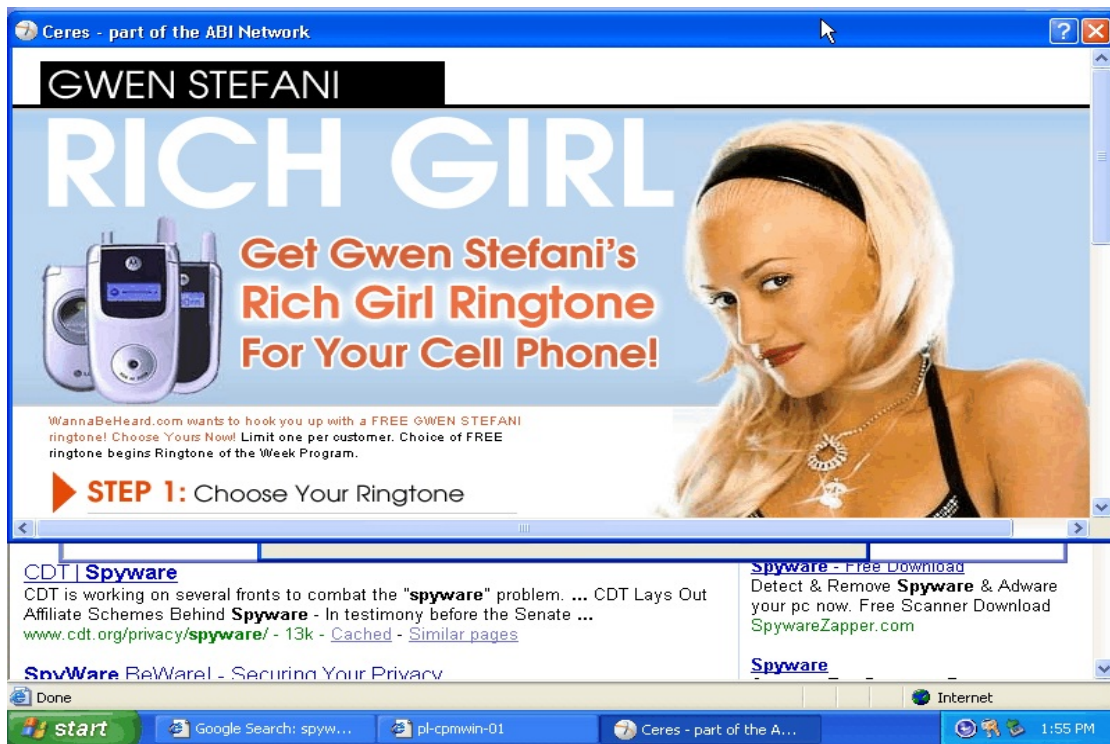 Ceres - part of the ABI Network
GWEN STEFANI
RICH GIRL
Get Gwen Stefani's
Rich Girl Ringtone
For Your Cell Phone!
WannaBeHeard.com wants to hook you up with a FREE GWEN STEFANI
ringtone! Choose Yours Now! Limit one per customer. Choice of FREE
ringtone begins Ringtone of the Week Program.
STEP 1: Choose Your Ringtone
CDT | Spyware
CDT is working on several fronts to combat the "spyware" problem. ... CDT Lays Out
Affiliate Schemes Behind Spyware - In testimony before the Senate ...
www.cdt.org/privacy/spyware/ - 13k - Cached - Similar pages
SpyWare BeWare! - Securing Your Privacy
Spyware - Free Download
Detect & Remove Spyware & Adware
your pc now. Free Scanner Download
SpywareZapper.com
Spyware
Done
Internet
start
Google Search: spyw...
pl-cpmwin-01
Ceres - part of the A...
1:55 PM